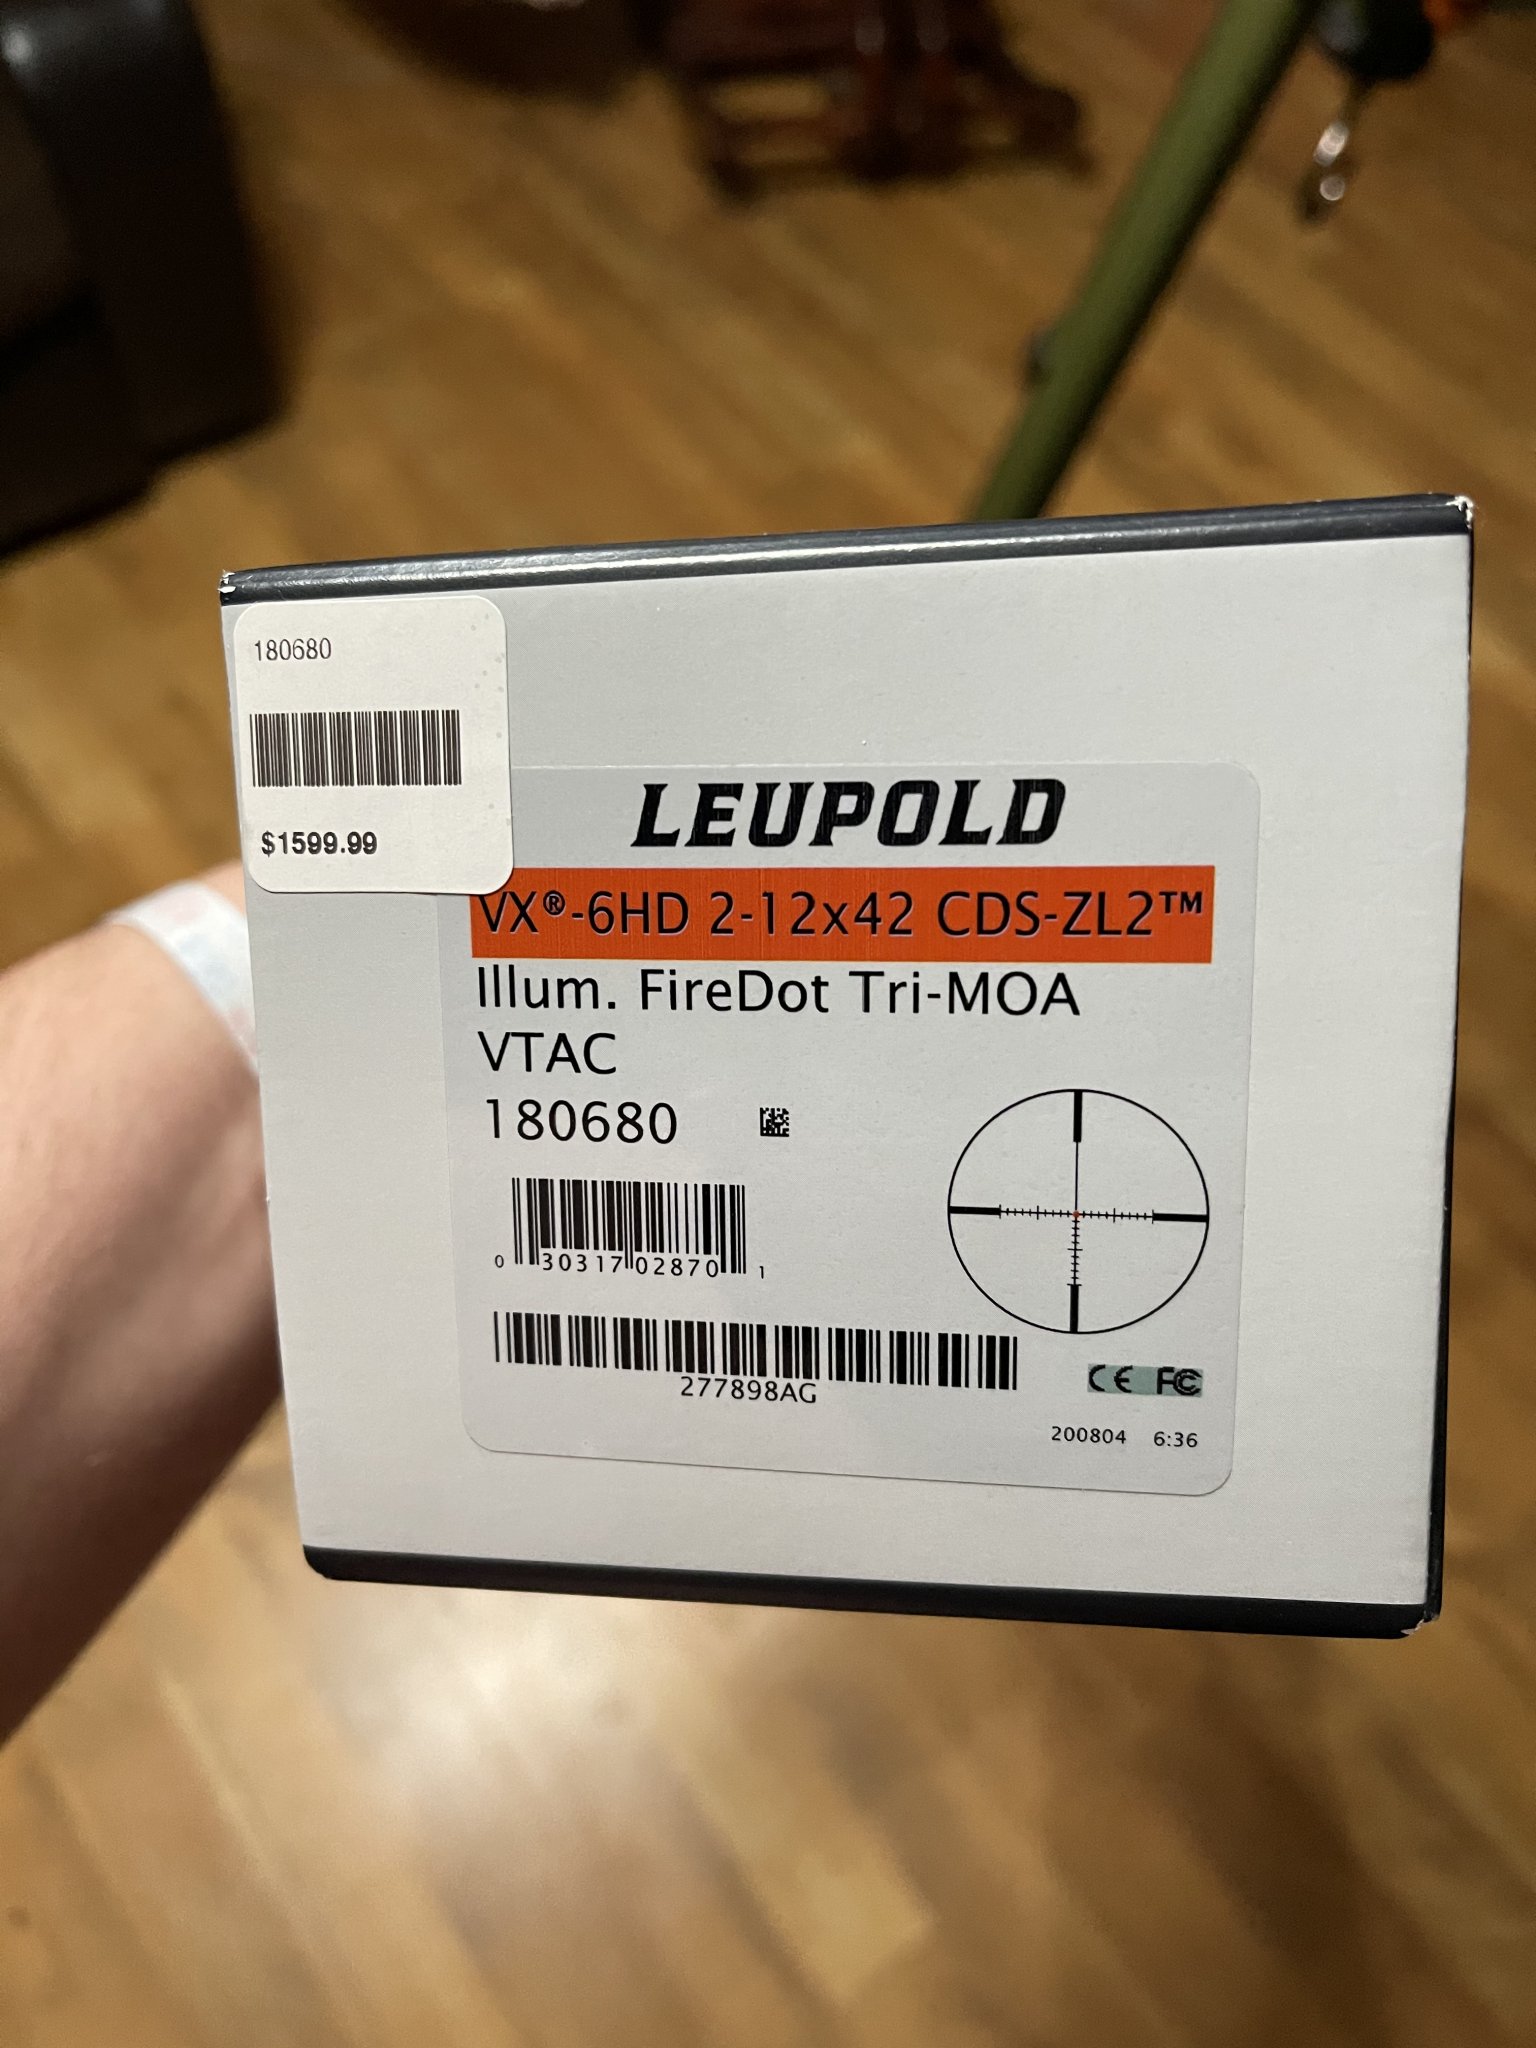 180680
$1599.99
LEUPOLD
VX®-6HD 2-12x42 CDS-ZL2™
Illum. FireDot Tri-MOA
VTAC
180680
0 30317 02870 1
277898AG
CE FC
200804 6:36